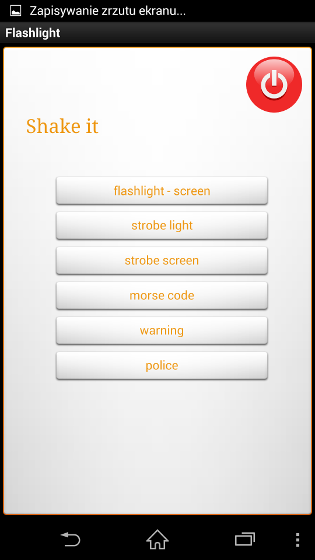 Zapisywanie zrzutu ekranu...
Flashlight
Shake it
flashlight - screen
strobe light
strobe screen
morse code
warning
police